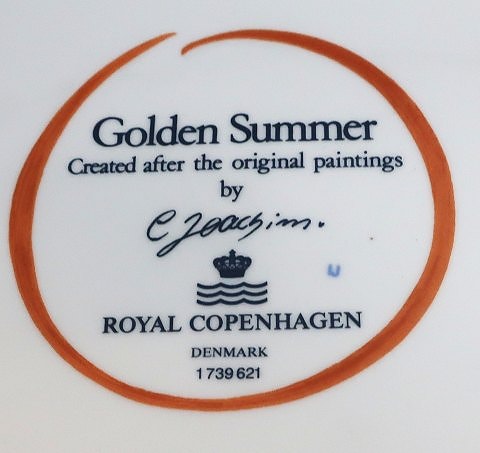 Golden Summer
Created after the original paintings
by
C Joachim.
U
ROYAL COPENHAGEN
DENMARK
1739621